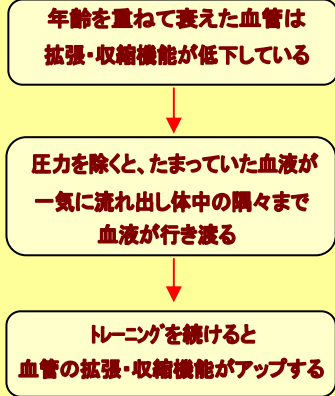 年齢を重ねて衰えた血管は
拡張・収縮機能が低下している
圧力を除くと、たまっていた血液が
一気に流れ出し体中の隅々まで
血液が行き渡る
ﾄﾚｰﾆﾝｸﾞを続けると
血管の拡張・収縮機能がアップする